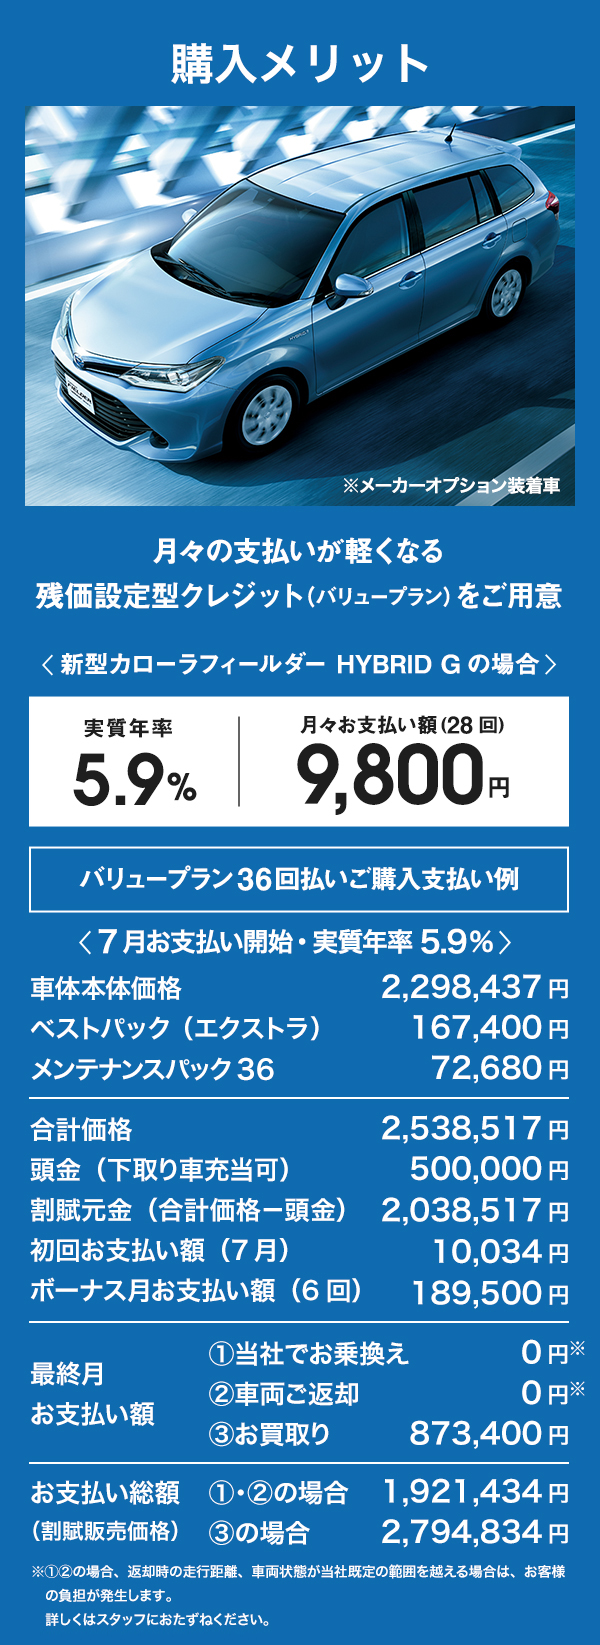 購入メリット
※メーカーオプション装着車
月々の支払いが軽くなる
残価設定型クレジット（バリュープラン）をご用意
〈新型カローラフィールダー HYBRID G の場合〉
実質年率 月々お支払い額（28回）
5.9% 9,800円
バリュープラン36回払いご購入支払い例
〈7月お支払い開始・実質年率 5.9%〉
車体本体価格 2,298,437円
ベストパック（エクストラ） 167,400円
メンテナンスパック36 72,680円
合計価格 2,538,517円
頭金（下取り車充当可） 500,000円
割賦元金（合計価格ー頭金） 2,038,517円
初回お支払い額（7月） 10,034円
ボーナス月お支払い額（6回） 189,500円
最終月
お支払い額
①当社でお乗換え 0円※
②車両ご返却 0円※
③お買取り 873,400円
お支払い総額 ①・②の場合 1,921,434円
（割賦販売価格） ③の場合 2,794,834円
※①②の場合、返却時の走行距離、車両状態が当社既定の範囲を越える場合は、お客様
の負担が発生します。
詳しくはスタッフにおたずねください。